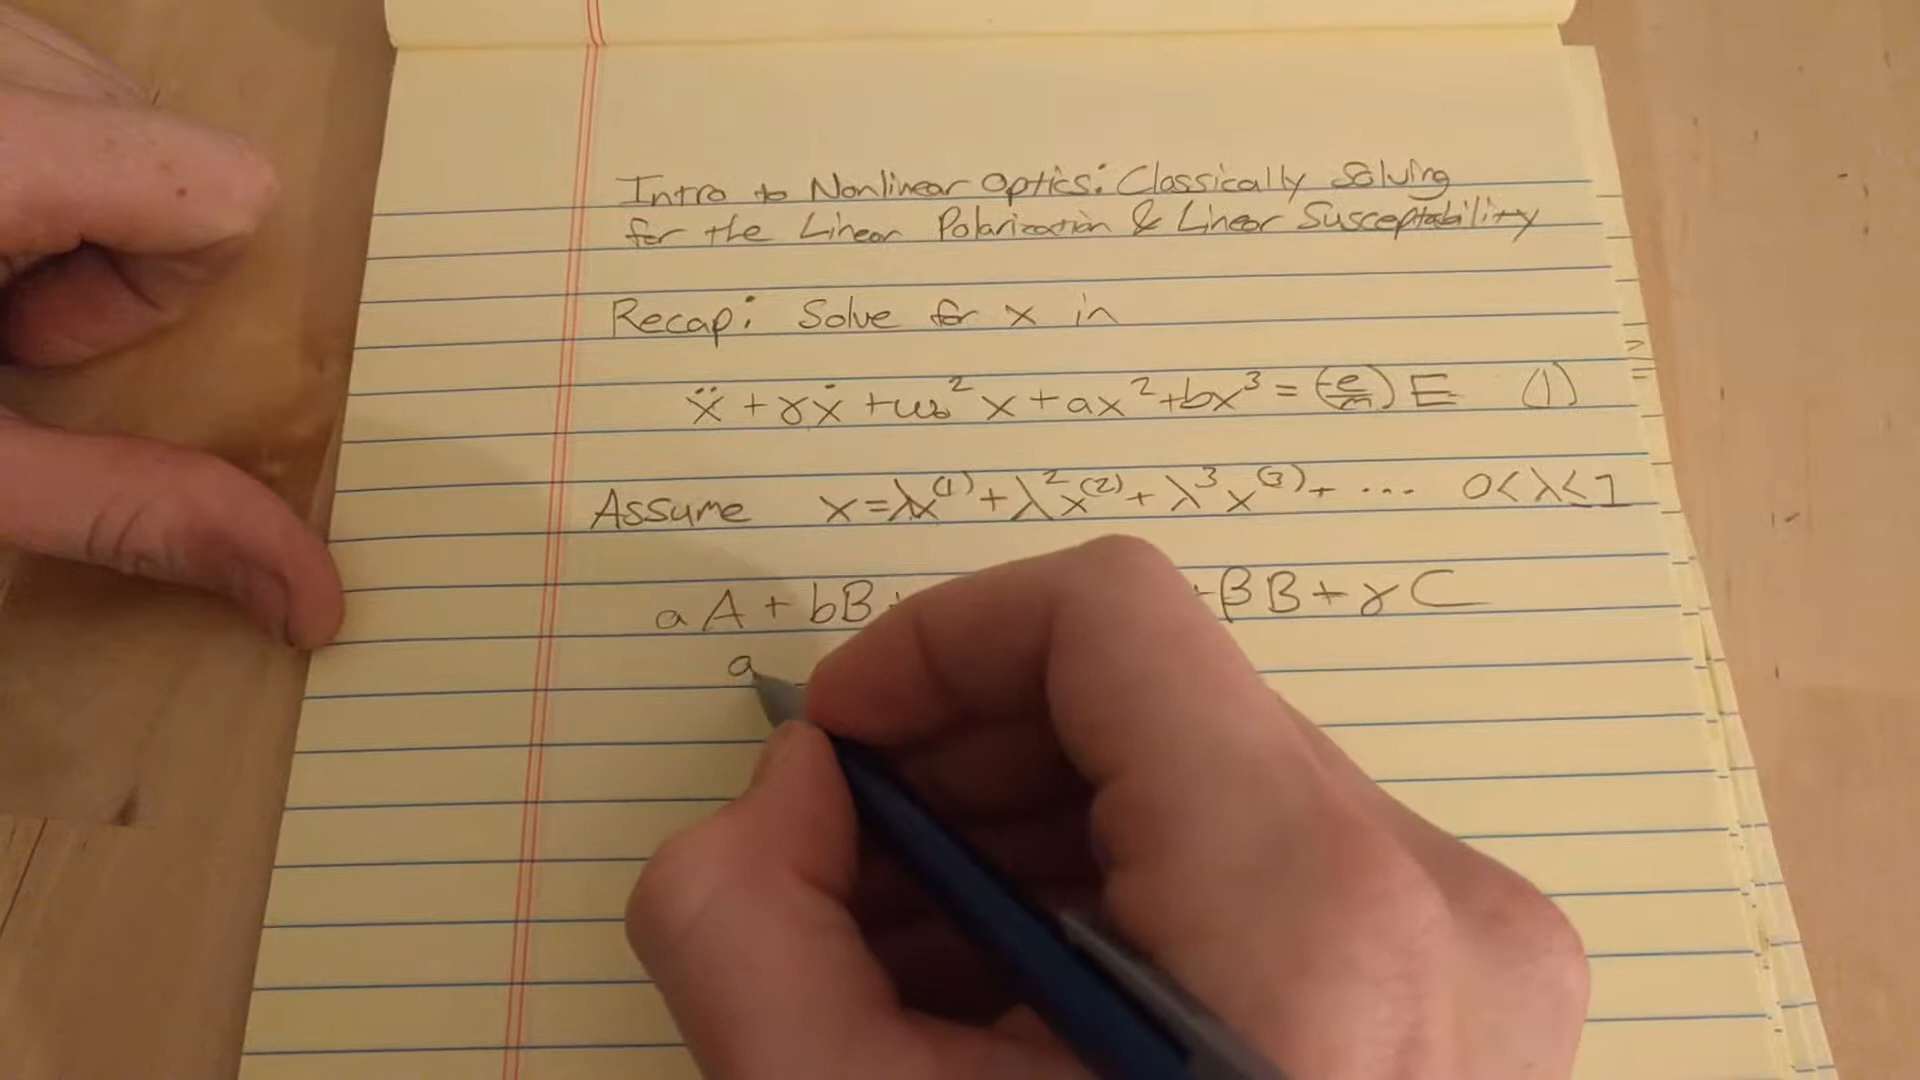 Intro to Nonlinear Optics: Classically Solving
for the Linear Polarization & Linear Susceptability
Recap: Solve for x in
ẍ + γẋ + ω₀²x + ax² + bx³ = (-e/m) E (1)
Assume x = λx⁽¹⁾ + λ²x⁽²⁾ + λ³x⁽³⁾ + ... 0<λ<1
aA + bB + βB + γC
a